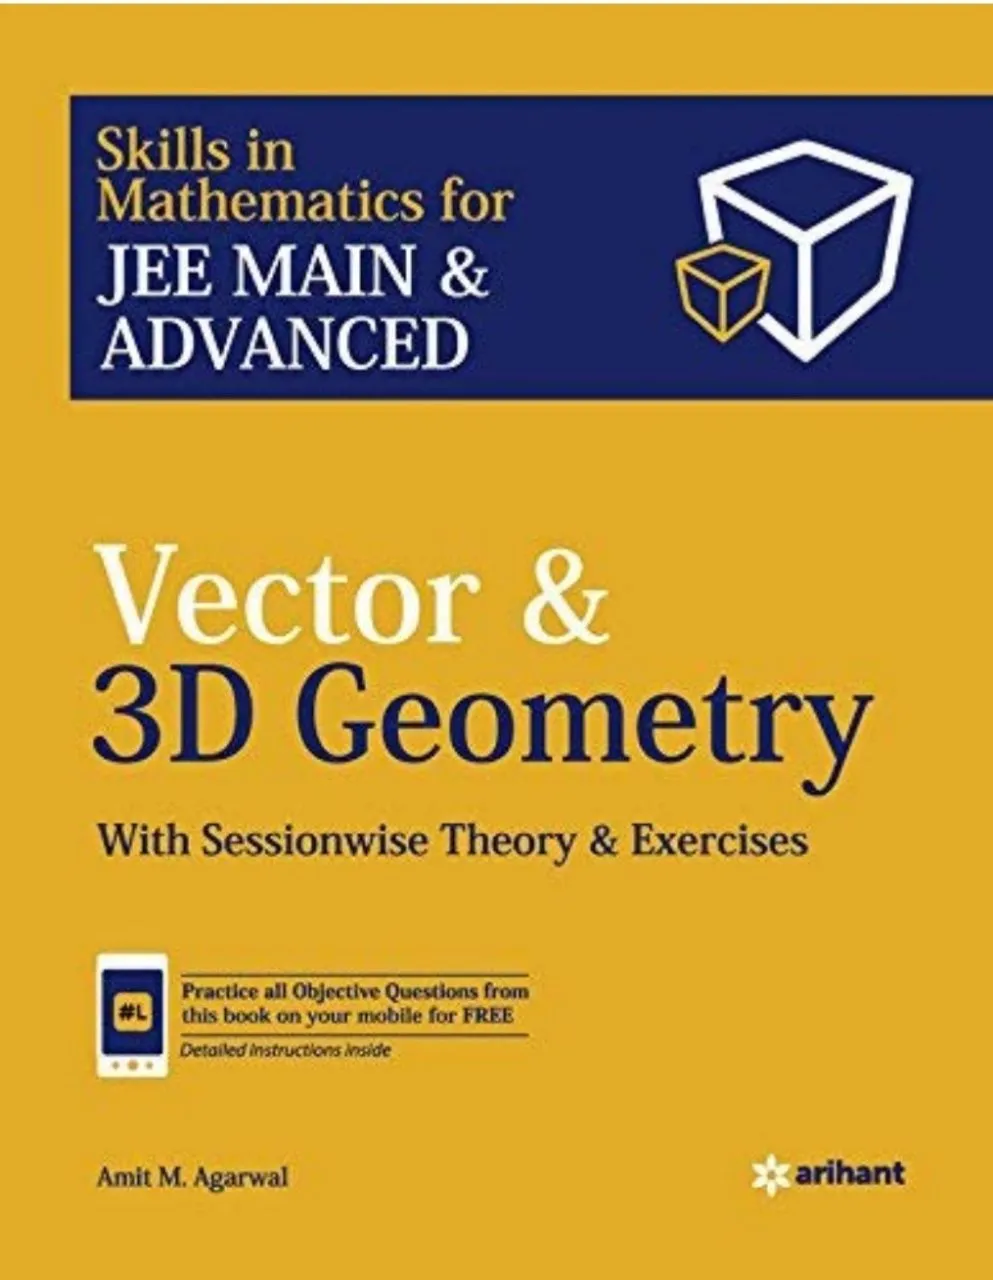 Skills in
Mathematics for
JEE MAIN &
ADVANCED
Vector &
3D Geometry
With Sessionwise Theory & Exercises
#L
Practice all Objective Questions from
this book on your mobile for FREE
Detailed Instructions inside
Amit M. Agarwal
arihant